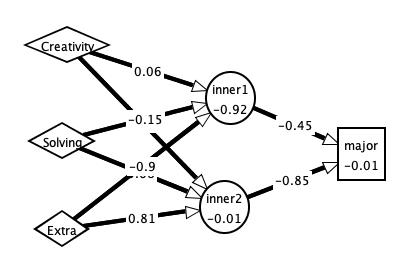 Creativity
0.06
inner1
-0.92
-0.15
-0.45
major
-0.01
Solving
-0.9
inner2
-0.01
-0.85
Extra
0.81